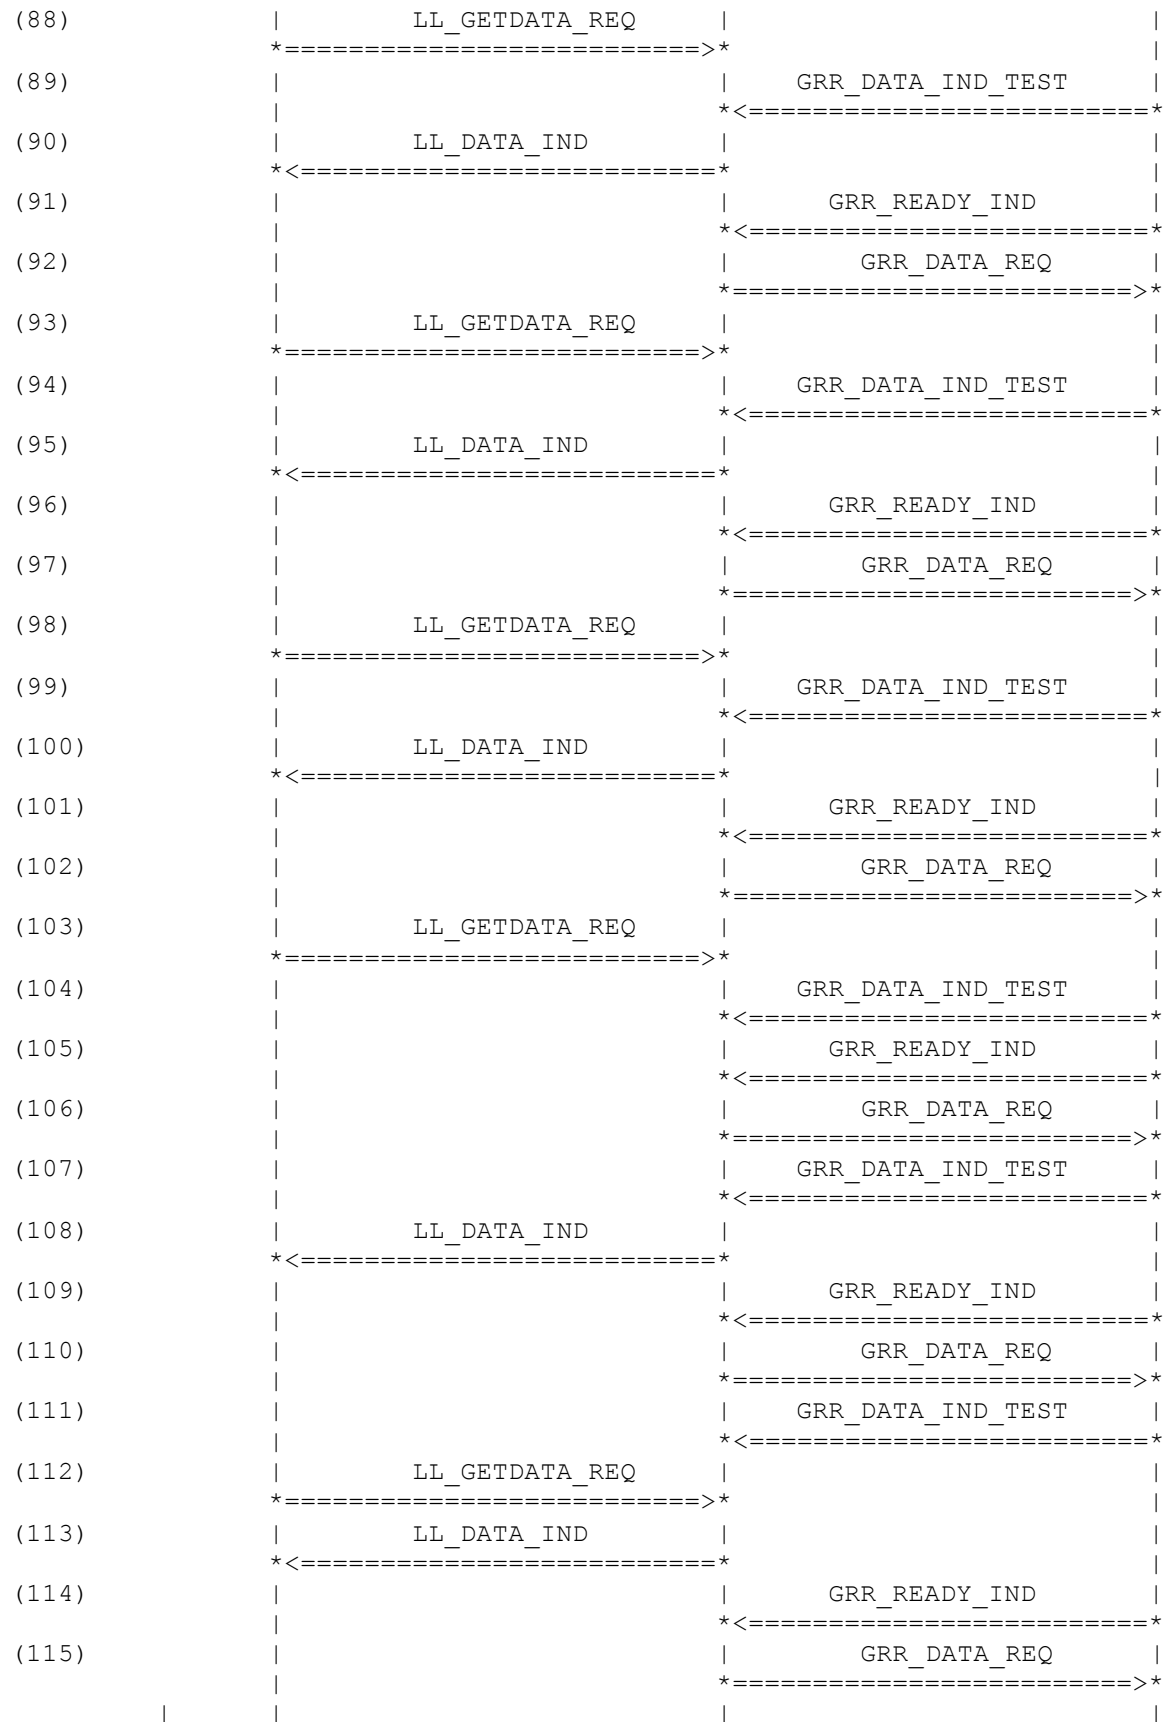 (88)            |        LL_GETDATA_REQ     |                          |
                *==========================>*                          |
(89)            |                           |    GRR_DATA_IND_TEST     |
                |                           *<=========================*
(90)            |        LL_DATA_IND        |                          |
                *<==========================*                          |
(91)            |                           |      GRR_READY_IND       |
                |                           *<=========================*
(92)            |                           |        GRR_DATA_REQ      |
                |                           *=========================>*
(93)            |        LL_GETDATA_REQ     |                          |
                *==========================>*                          |
(94)            |                           |    GRR_DATA_IND_TEST     |
                |                           *<=========================*
(95)            |        LL_DATA_IND        |                          |
                *<==========================*                          |
(96)            |                           |      GRR_READY_IND       |
                |                           *<=========================*
(97)            |                           |        GRR_DATA_REQ      |
                |                           *=========================>*
(98)            |        LL_GETDATA_REQ     |                          |
                *==========================>*                          |
(99)            |                           |    GRR_DATA_IND_TEST     |
                |                           *<=========================*
(100)           |        LL_DATA_IND        |                          |
                *<==========================*                          |
(101)           |                           |      GRR_READY_IND       |
                |                           *<=========================*
(102)           |                           |        GRR_DATA_REQ      |
                |                           *=========================>*
(103)           |        LL_GETDATA_REQ     |                          |
                *==========================>*                          |
(104)           |                           |    GRR_DATA_IND_TEST     |
                |                           *<=========================*
(105)           |                           |      GRR_READY_IND       |
                |                           *<=========================*
(106)           |                           |        GRR_DATA_REQ      |
                |                           *=========================>*
(107)           |                           |    GRR_DATA_IND_TEST     |
                |                           *<=========================*
(108)           |        LL_DATA_IND        |                          |
                *<==========================*                          |
(109)           |                           |      GRR_READY_IND       |
                |                           *<=========================*
(110)           |                           |        GRR_DATA_REQ      |
                |                           *=========================>*
(111)           |                           |    GRR_DATA_IND_TEST     |
                |                           *<=========================*
(112)           |        LL_GETDATA_REQ     |                          |
                *==========================>*                          |
(113)           |        LL_DATA_IND        |                          |
                *<==========================*                          |
(114)           |                           |      GRR_READY_IND       |
                |                           *<=========================*
(115)           |                           |        GRR_DATA_REQ      |
                |                           *=========================>*
         |      |                           |                          |